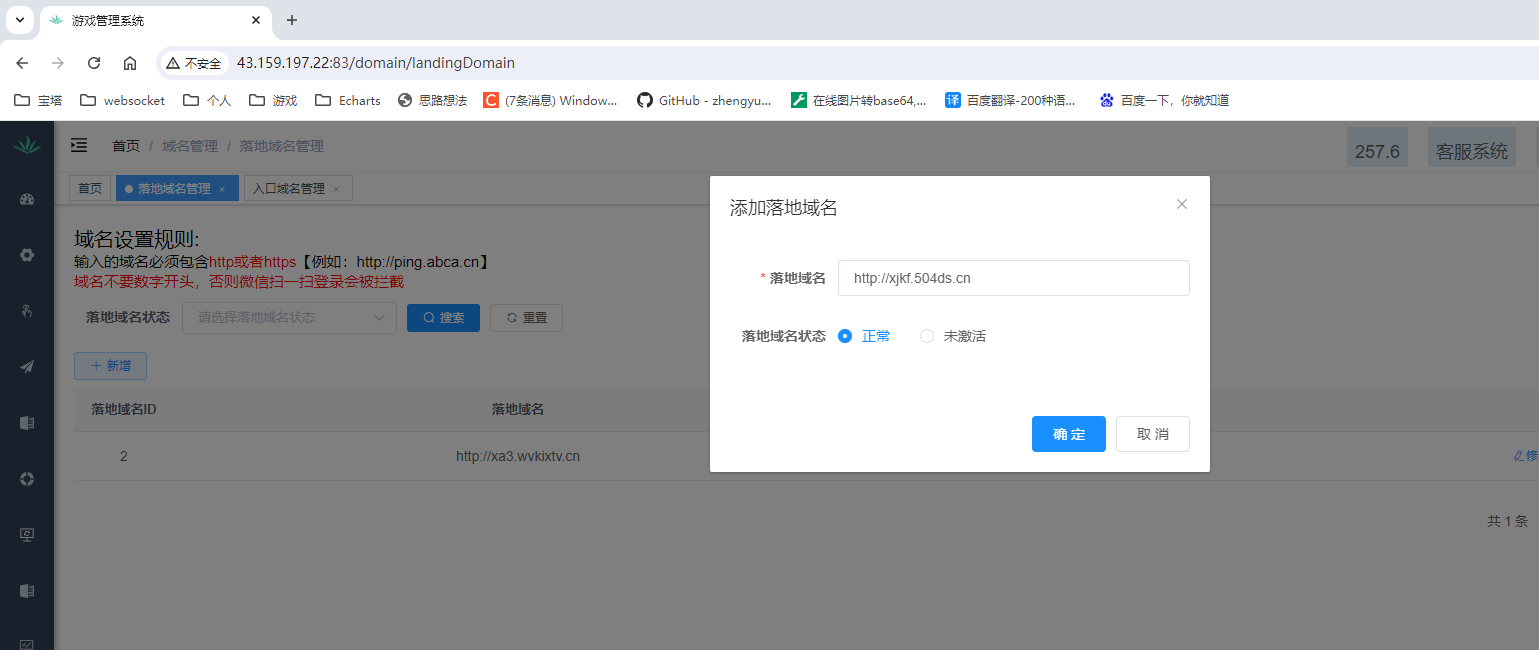 游戏管理系统
不安全 43.159.197.22:83/domain/landingDomain
宝塔 websocket 个人 游戏 Echarts 思路想法 (7条消息) Window... GitHub - zhengyu... 在线图片转base64,... 百度翻译-200种语... 百度一下，你就知道
首页 / 域名管理 / 落地域名管理
257.6 客服系统
首页 落地域名管理 × 入口域名管理 ×
域名设置规则:
输入的域名必须包含http或者https【例如：http://ping.abca.cn】
域名不要数字开头，否则微信扫一扫登录会被拦截
落地域名状态 请选择落地域名状态 搜索 重置
新增
落地域名ID 落地域名
2 http://xa3.wvkixtv.cn 修
共 1 条
添加落地域名
* 落地域名 http://xjkf.504ds.cn
落地域名状态 正常 未激活
确 定 取 消